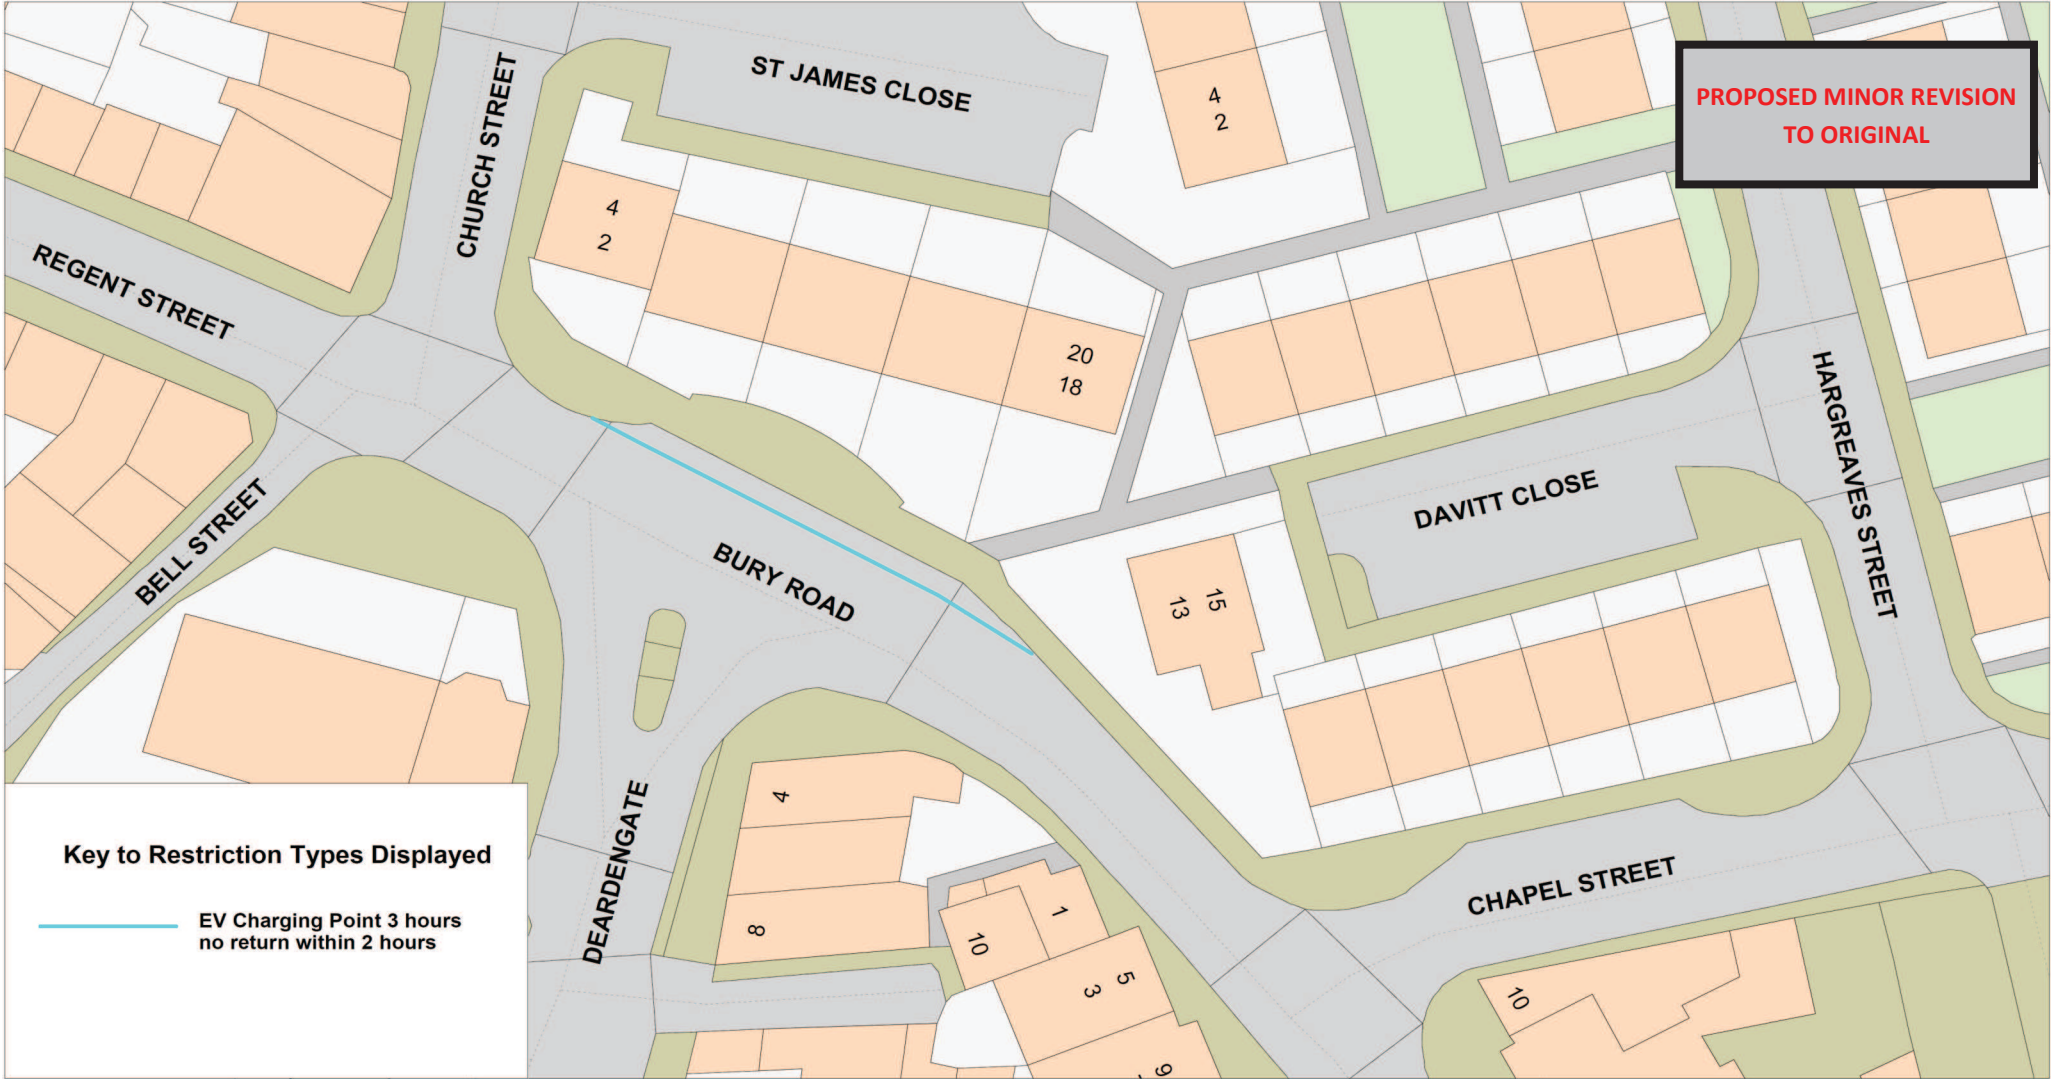 ST JAMES CLOSE
PROPOSED MINOR REVISION
TO ORIGINAL
CHURCH STREET
4
2
4
2
REGENT STREET
20
18
HARGREAVES STREET
DAVITT CLOSE
BELL STREET
BURY ROAD
13
15
4
DEARDENGATE
8
1
10
5
3
9
CHAPEL STREET
10
Key to Restriction Types Displayed
EV Charging Point 3 hours
no return within 2 hours